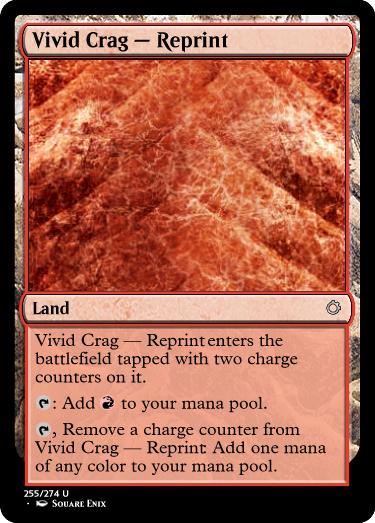 Vivid Crag — Reprint
Land
Vivid Crag — Reprint enters the
battlefield tapped with two charge
counters on it.
: Add to your mana pool.
, Remove a charge counter from
Vivid Crag — Reprint: Add one mana
of any color to your mana pool.
255/274 U
· SQUARE ENIX